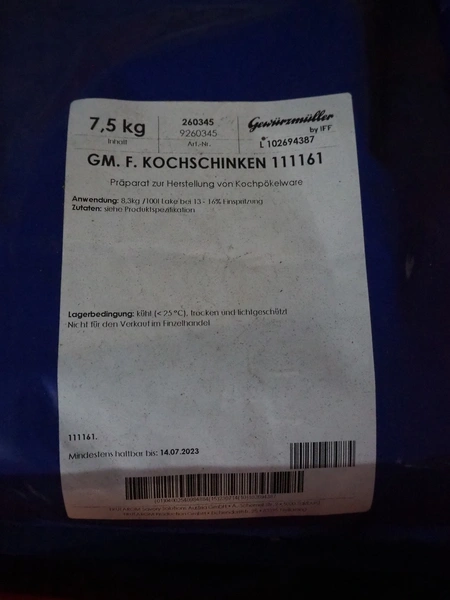 7,5 kg
Inhalt
260345
9260345
Art.-Nr.
Gewürzmüller
by IFF
L 102694387
GM. F. KOCHSCHINKEN 111161
Präparat zur Herstellung von Kochpökelware
Anwendung: 8,3kg /100l Lake bei 13 - 16% Einspritzung
Zutaten: siehe Produktspezifikation
Lagerbedingung: kühl (<25°C), trocken und lichtgeschützt
Nicht für den Verkauf im Einzelhandel
111161.
Mindestens haltbar bis: 14.07.2023